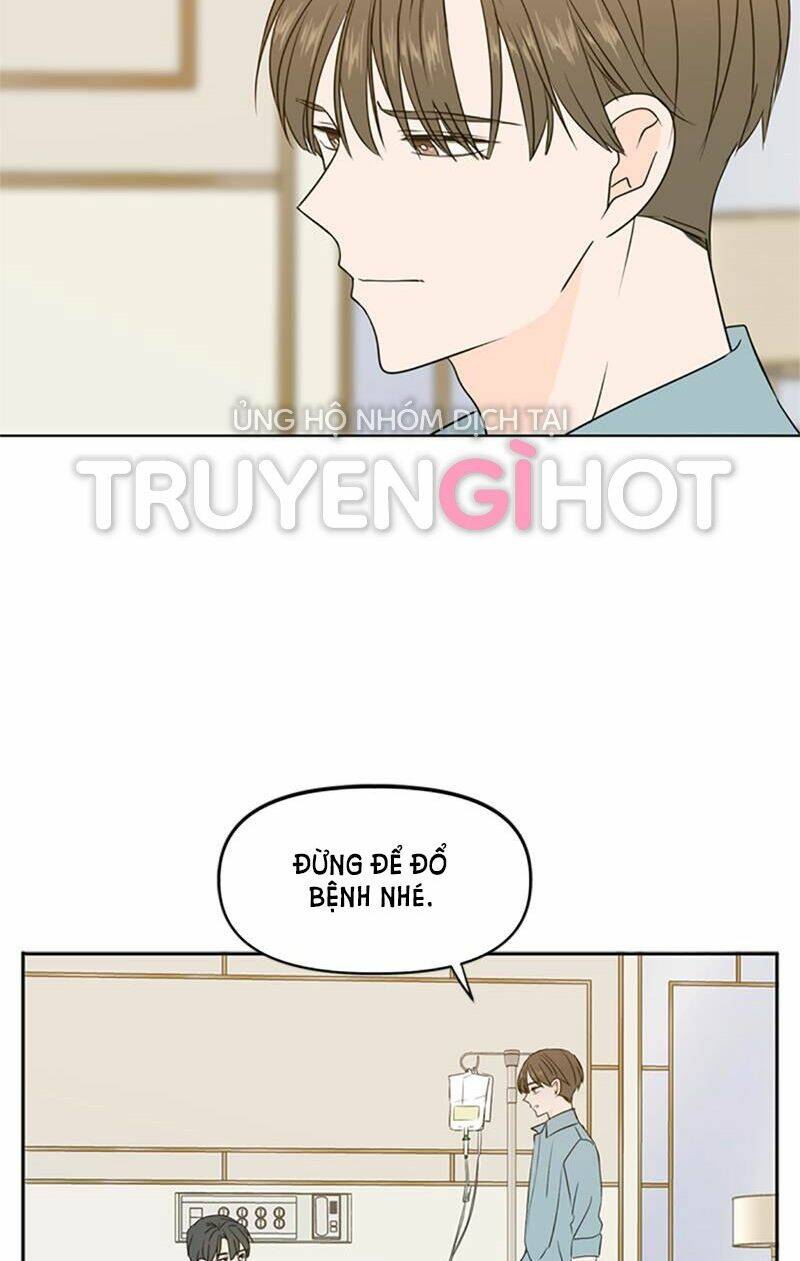 ỦNG HỘ NHÓM DỊCH TẠI
TRUYENGÌHOT
ĐỪNG ĐỂ ĐỔ
BỆNH NHÉ.